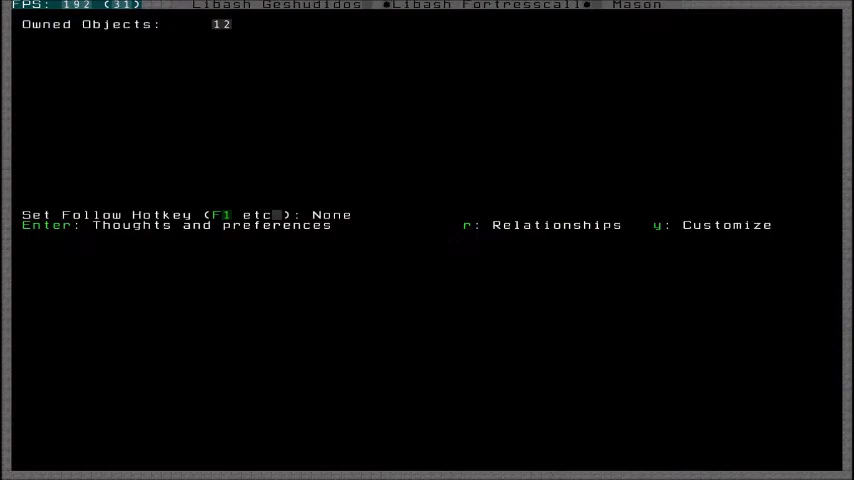 FPS: 192 (31) Libash Geshudidos •Libash Fortresscall• Mason
Owned Objects: 12
Set Follow Hotkey (F1 etc ): None
Enter: Thoughts and preferences r: Relationships y: Customize